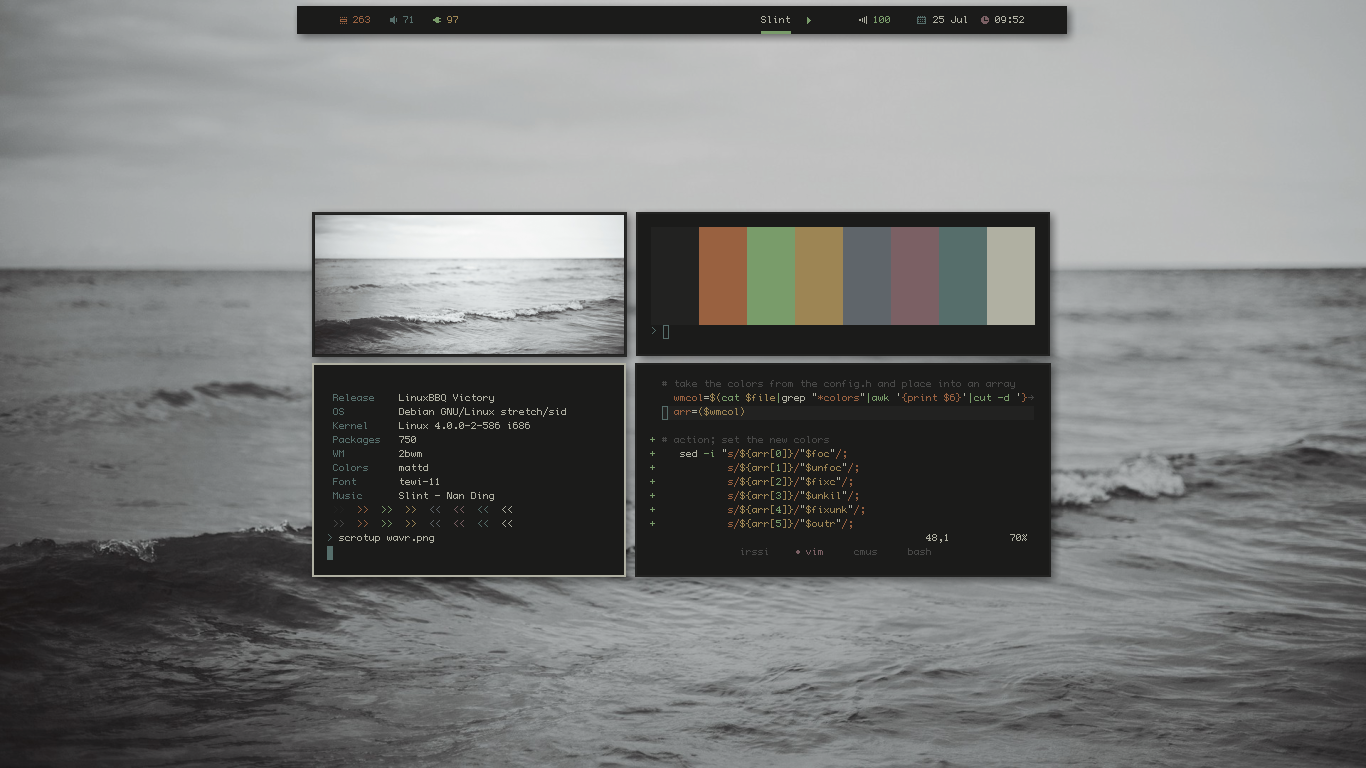 263 71 97 Slint 100 25 Jul 09:52
>
Release LinuxBBQ Victory
OS Debian GNU/Linux stretch/sid
Kernel Linux 4.0.0-2-586 i686
Packages 750
WM 2bwm
Colors mattd
Font tewi-11
Music Slint - Nan Ding
>> >> >> >> << << << <<
>> >> >> >> << << << <<
> scrotup wavr.png
# take the colors from the config.h and place into an array
wmcol=$(cat $file|grep "*colors"|awk '{print $6}'|cut -d '}→
arr=($wmcol)
+ # action; set the new colors
+ sed -i "s/${arr[0]}/"$foc"/;
+ s/${arr[1]}/"$unfoc"/;
+ s/${arr[2]}/"$fixc"/;
+ s/${arr[3]}/"$unkil"/;
+ s/${arr[4]}/"$fixunk"/;
+ s/${arr[5]}/"$outr"/;
48,1 70%
irssi • vim cmus bash